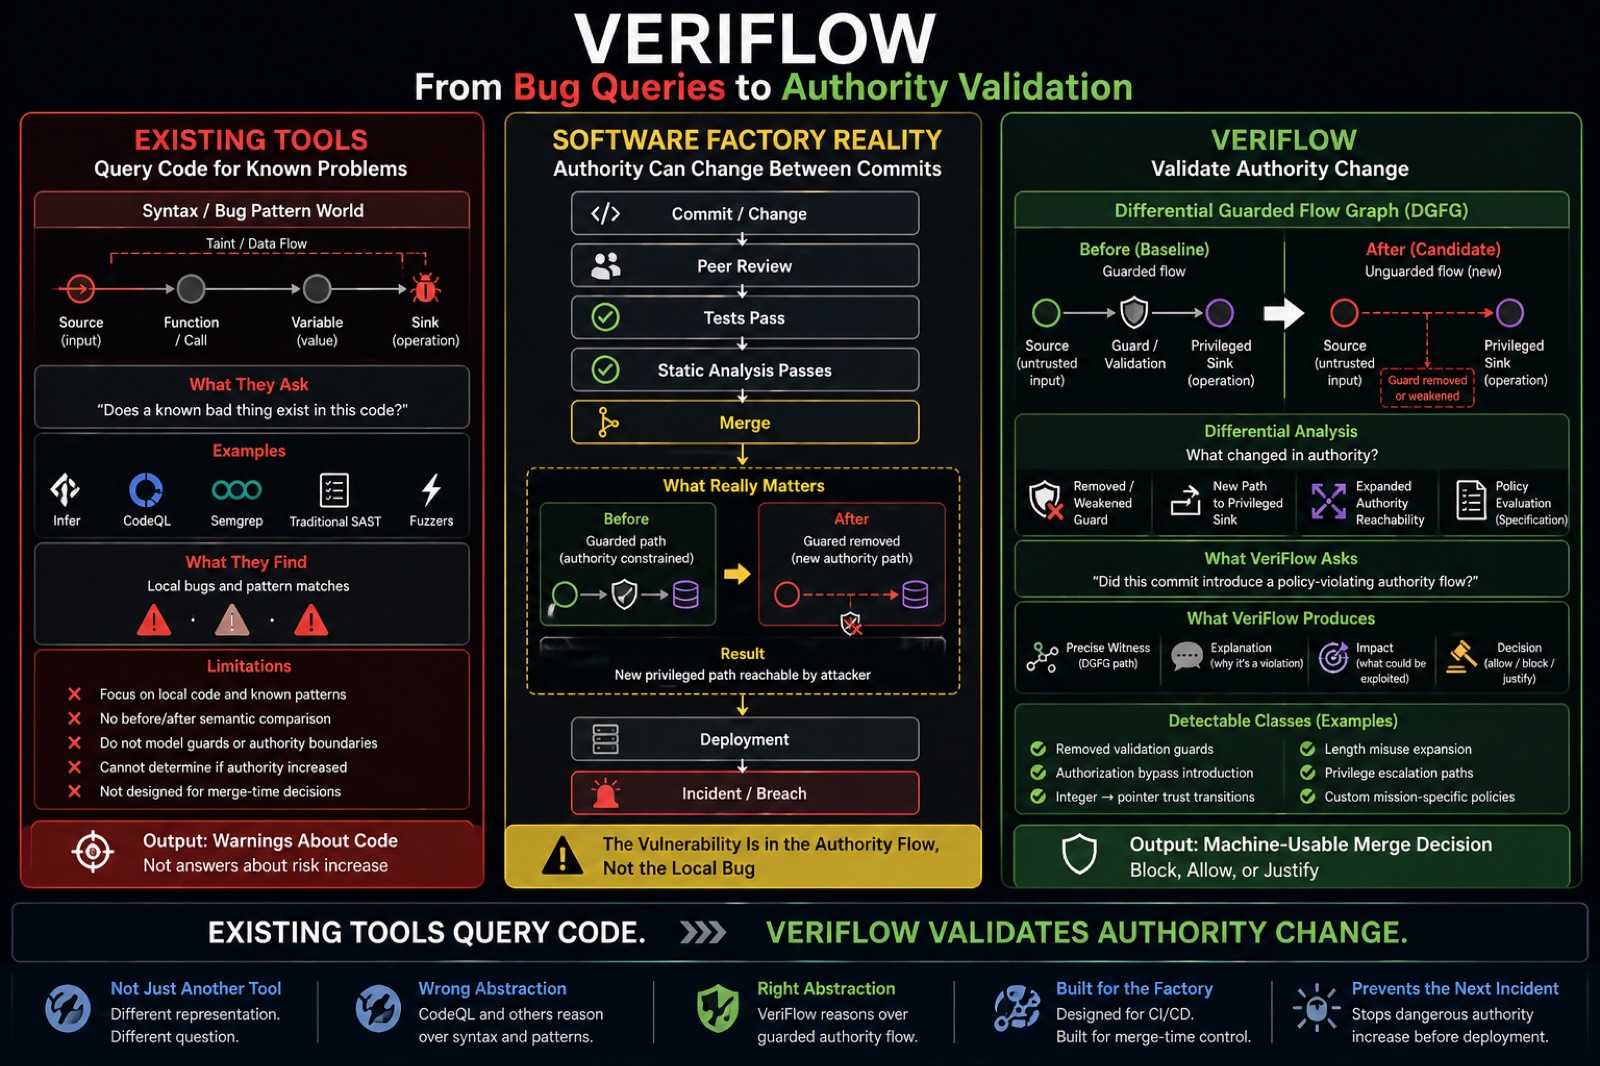 VERIFLOW
From Bug Queries to Authority Validation
EXISTING TOOLS
Query Code for Known Problems
Syntax / Bug Pattern World
Taint / Data Flow
Source
(input)
Function
/ Call
Variable
(value)
Sink
(operation)
What They Ask
“Does a known bad thing exist in this code?”
Examples
Infer
CodeQL
Semgrep
Traditional SAST
Fuzzers
What They Find
Local bugs and pattern matches
Limitations
Focus on local code and known patterns
No before/after semantic comparison
Do not model guards or authority boundaries
Cannot determine if authority increased
Not designed for merge-time decisions
Output: Warnings About Code
Not answers about risk increase
SOFTWARE FACTORY REALITY
Authority Can Change Between Commits
Commit / Change
Peer Review
Tests Pass
Static Analysis Passes
Merge
What Really Matters
Before
Guarded path
(authority constrained)
After
Guared removed
(new authority path)
Result
New privileged path reachable by attacker
Deployment
Incident / Breach
The Vulnerability Is in the Authority Flow,
Not the Local Bug
VERIFLOW
Validate Authority Change
Differential Guarded Flow Graph (DGFG)
Before (Baseline)
Guarded flow
Source
(untrusted
input)
Guard /
Validation
Privileged
Sink
(operation)
After (Candidate)
Unguarded flow (new)
Source
(untrusted
input)
Guard removed
or weakened
Privileged
Sink
(operation)
Differential Analysis
What changed in authority?
Removed /
Weakened
Guard
New Path
to Privileged
Sink
Expanded
Authority
Reachability
Policy
Evaluation
(Specification)
What VeriFlow Asks
“Did this commit introduce a policy-violating authority flow?”
What VeriFlow Produces
Precise Witness
(DGFG path)
Explanation
(why it's a violation)
Impact
(what could be
exploited)
Decision
(allow / block /
justify)
Detectable Classes (Examples)
Removed validation guards
Authorization bypass introduction
Integer → pointer trust transitions
Length misuse expansion
Privilege escalation paths
Custom mission-specific policies
Output: Machine-Usable Merge Decision
Block, Allow, or Justify
EXISTING TOOLS QUERY CODE.
VERIFLOW VALIDATES AUTHORITY CHANGE.
Not Just Another Tool
Different representation.
Different question.
Wrong Abstraction
CodeQL and others reason
over syntax and patterns.
Right Abstraction
VeriFlow reasons over
guarded authority flow.
Built for the Factory
Designed for CI/CD.
Built for merge-time control.
Prevents the Next Incident
Stops dangerous authority
increase before deployment.